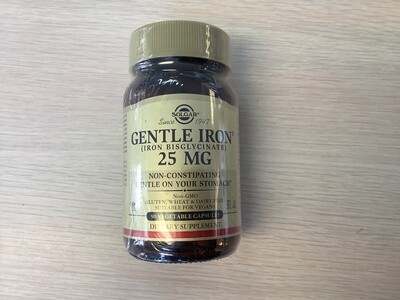 SOLGAR®
Since 1947
GENTLE IRON®
(IRON BISGLYCINATE)
25 MG
NON-CONSTIPATING
GENTLE ON YOUR STOMACH
Non-GMO
GLUTEN, WHEAT & DAIRY FREE
SUITABLE FOR VEGANS
90 VEGETABLE CAPSULES
DIETARY SUPPLEMENT